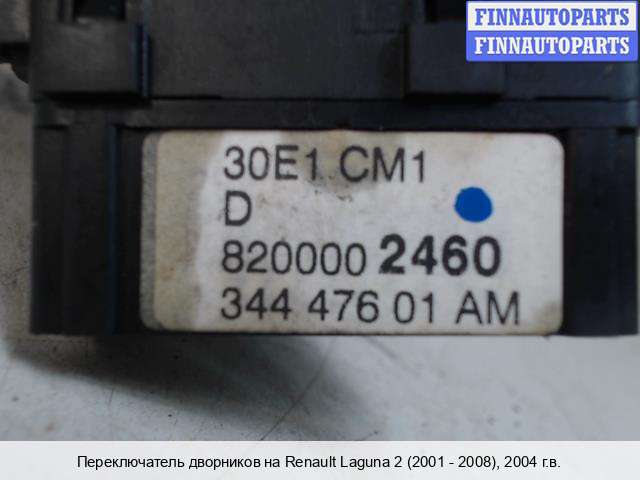 FINNAUTOPARTS
FINNAUTOPARTS
30E1 CM1
D
820000 2460
344 476 01 AM
Переключатель дворников на Renault Laguna 2 (2001 - 2008), 2004 г.в.